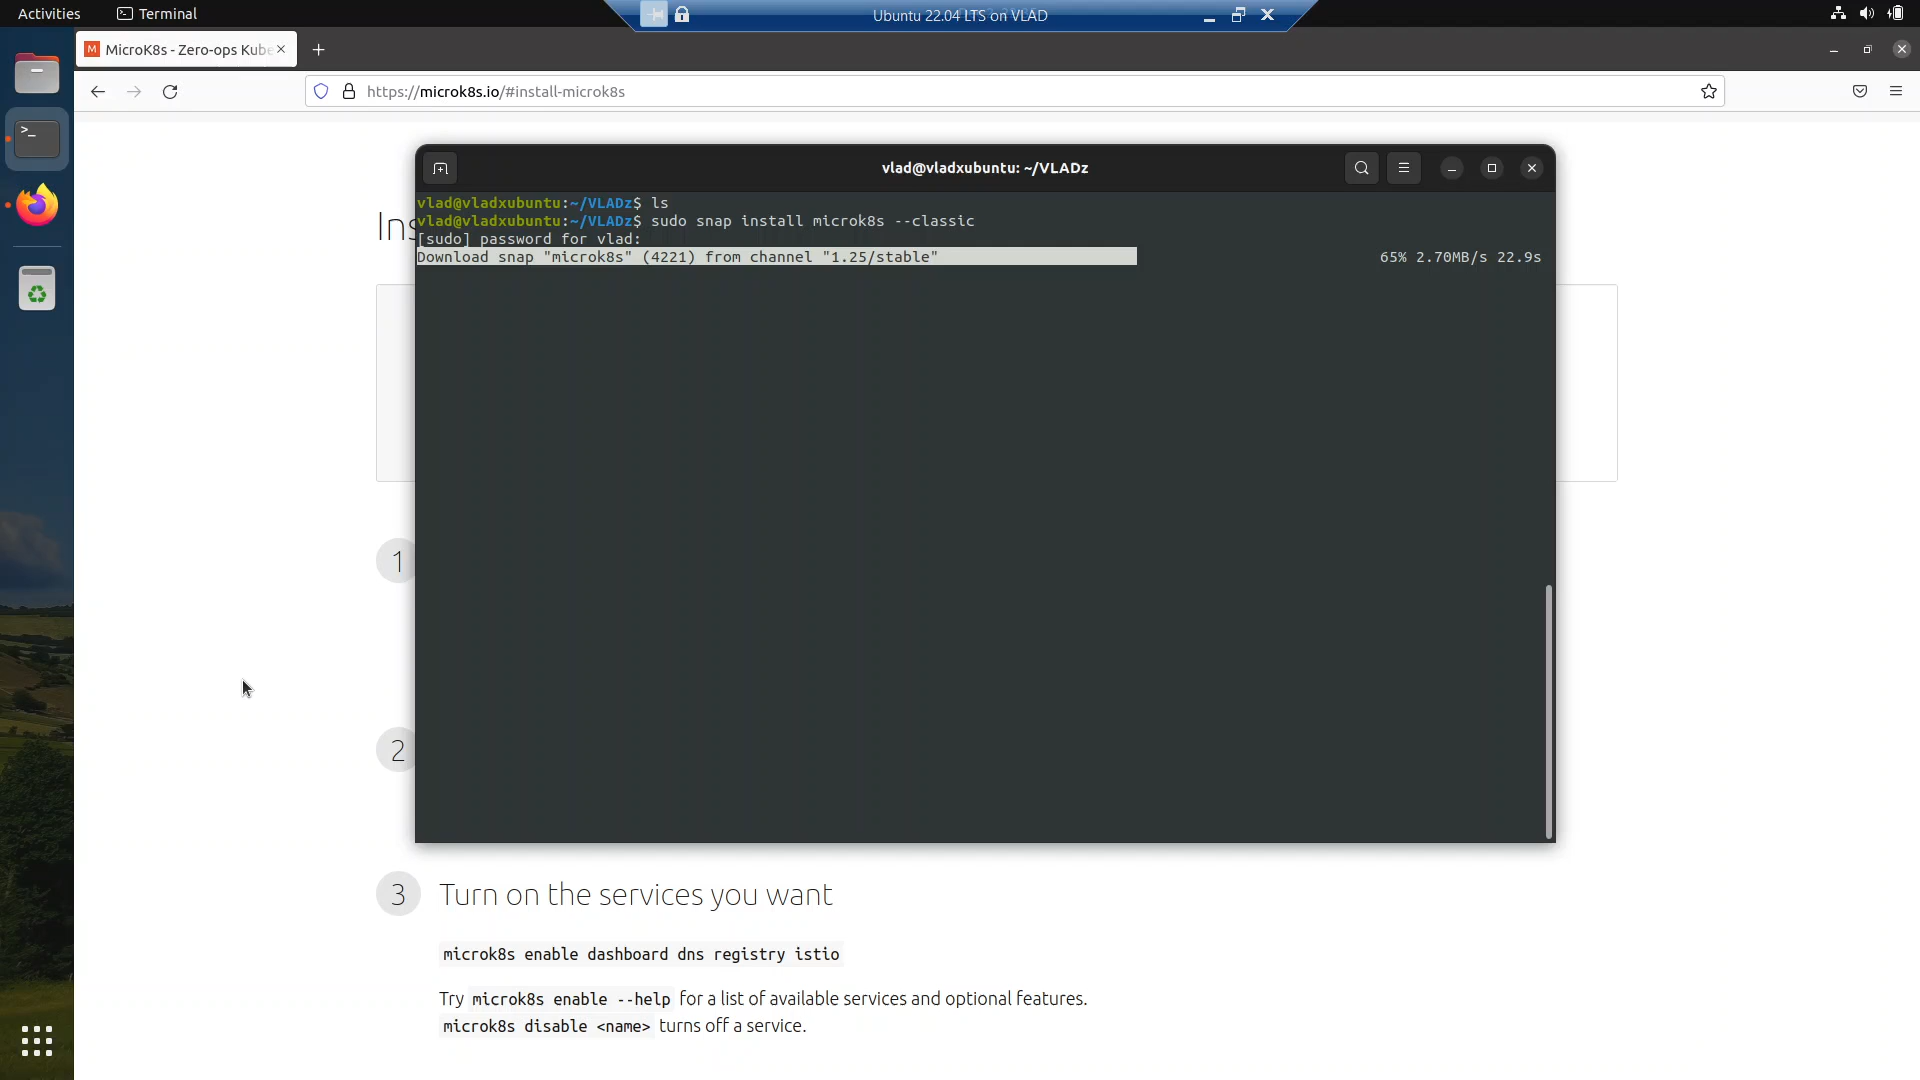 Activities
Terminal
Ubuntu 22.04 LTS on VLAD
MicroK8s - Zero-ops Kube
https://microk8s.io/#install-microk8s
vlad@vladxubuntu: ~/VLADz
vlad@vladxubuntu:~/VLADz$ ls
vlad@vladxubuntu:~/VLADz$ sudo snap install microk8s --classic
[sudo] password for vlad:
Download snap "microk8s" (4221) from channel "1.25/stable" 65% 2.70MB/s 22.9s
Ins
1
2
3 Turn on the services you want
microk8s enable dashboard dns registry istio
Try microk8s enable --help for a list of available services and optional features.
microk8s disable <name> turns off a service.